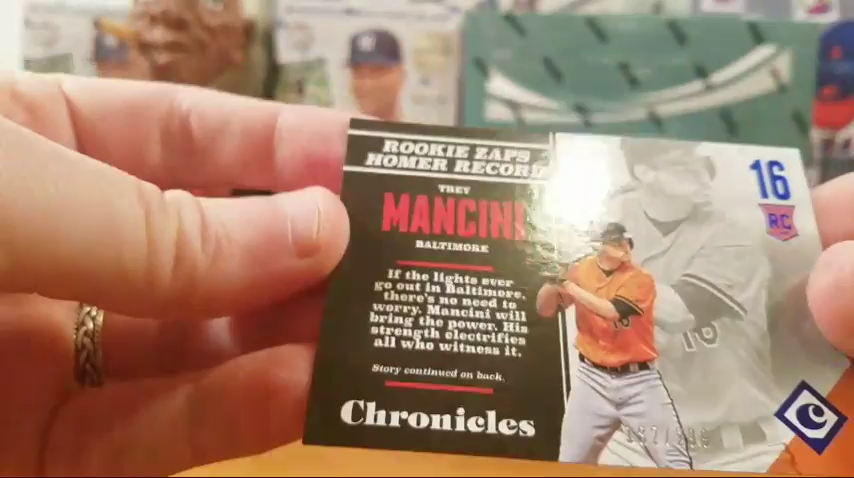 ROOKIE ZAPS
HOMER RECORD
TREY
MANCINI
BALTIMORE
If the lights ever
go out in Baltimore,
there's no need to
worry. Mancini will
bring the power. His
strength electrifies
all who witness it.
Story continued on back.
Chronicles
16
RC
16
16
C